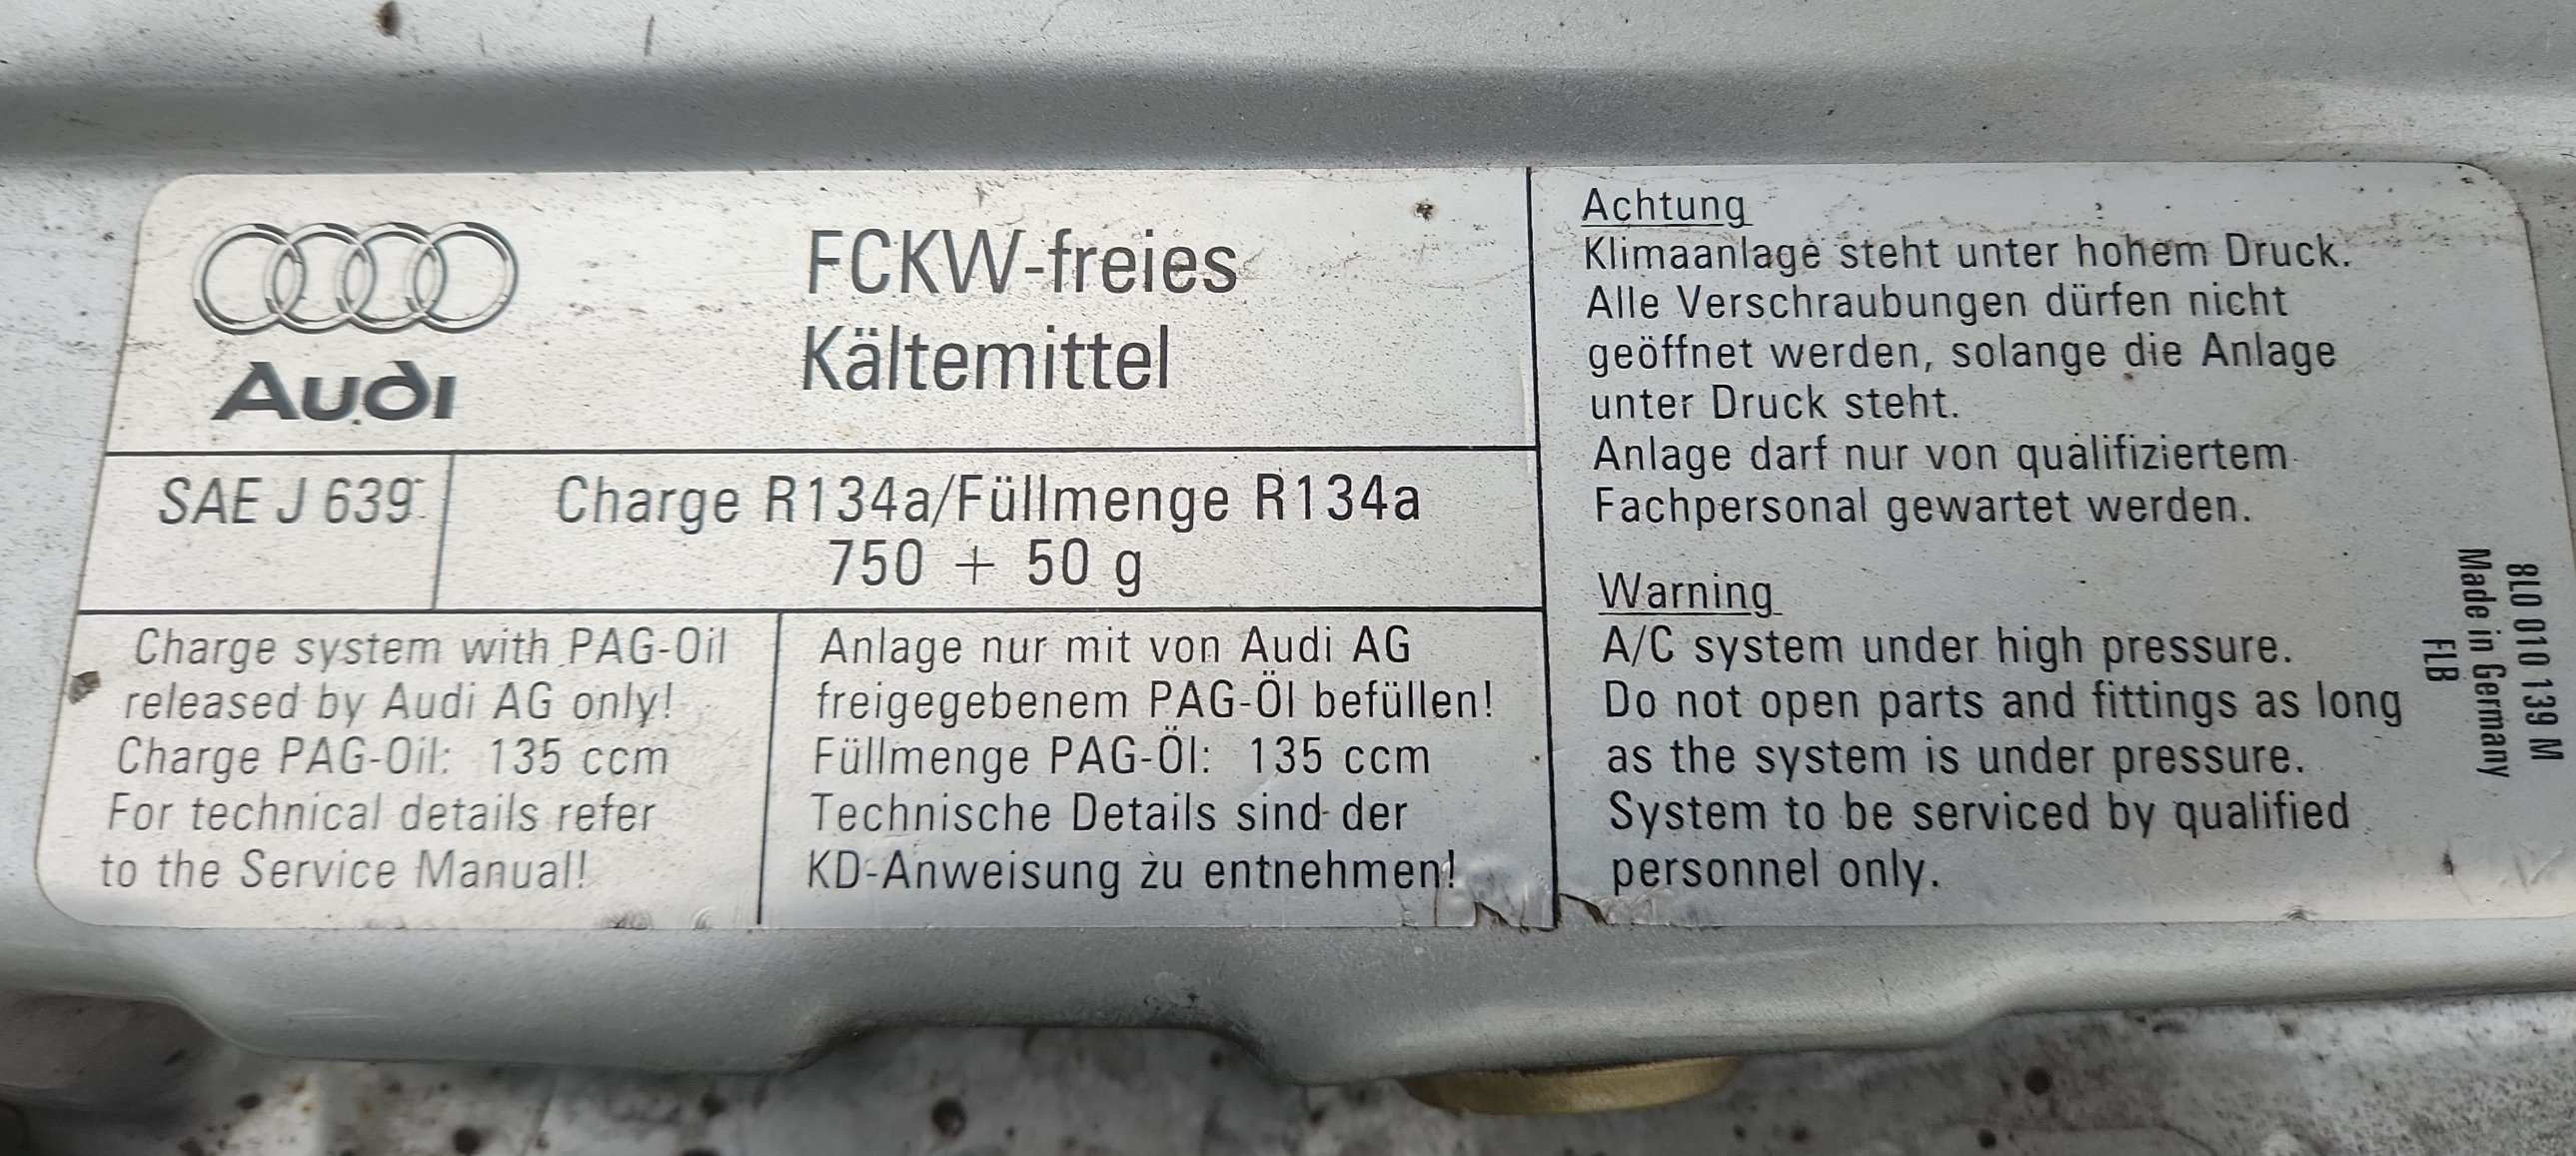 Audi
FCKW-freies
Kältemittel
SAE J 639
Charge R134a/Füllmenge R134a
750 + 50 g
Charge system with PAG-Oil
released by Audi AG only!
Charge PAG-Oil: 135 ccm
For technical details refer
to the Service Manual!
Anlage nur mit von Audi AG
freigegebenem PAG-Öl befüllen!
Füllmenge PAG-Öl: 135 ccm
Technische Details sind der
KD-Anweisung zu entnehmen!
Achtung
Klimaanlage steht unter hohem Druck.
Alle Verschraubungen dürfen nicht
geöffnet werden, solange die Anlage
unter Druck steht.
Anlage darf nur von qualifiziertem
Fachpersonal gewartet werden.
Warning
A/C system under high pressure.
Do not open parts and fittings as long
as the system is under pressure.
System to be serviced by qualified
personnel only.
8L0 010 139 M
Made in Germany
FLB